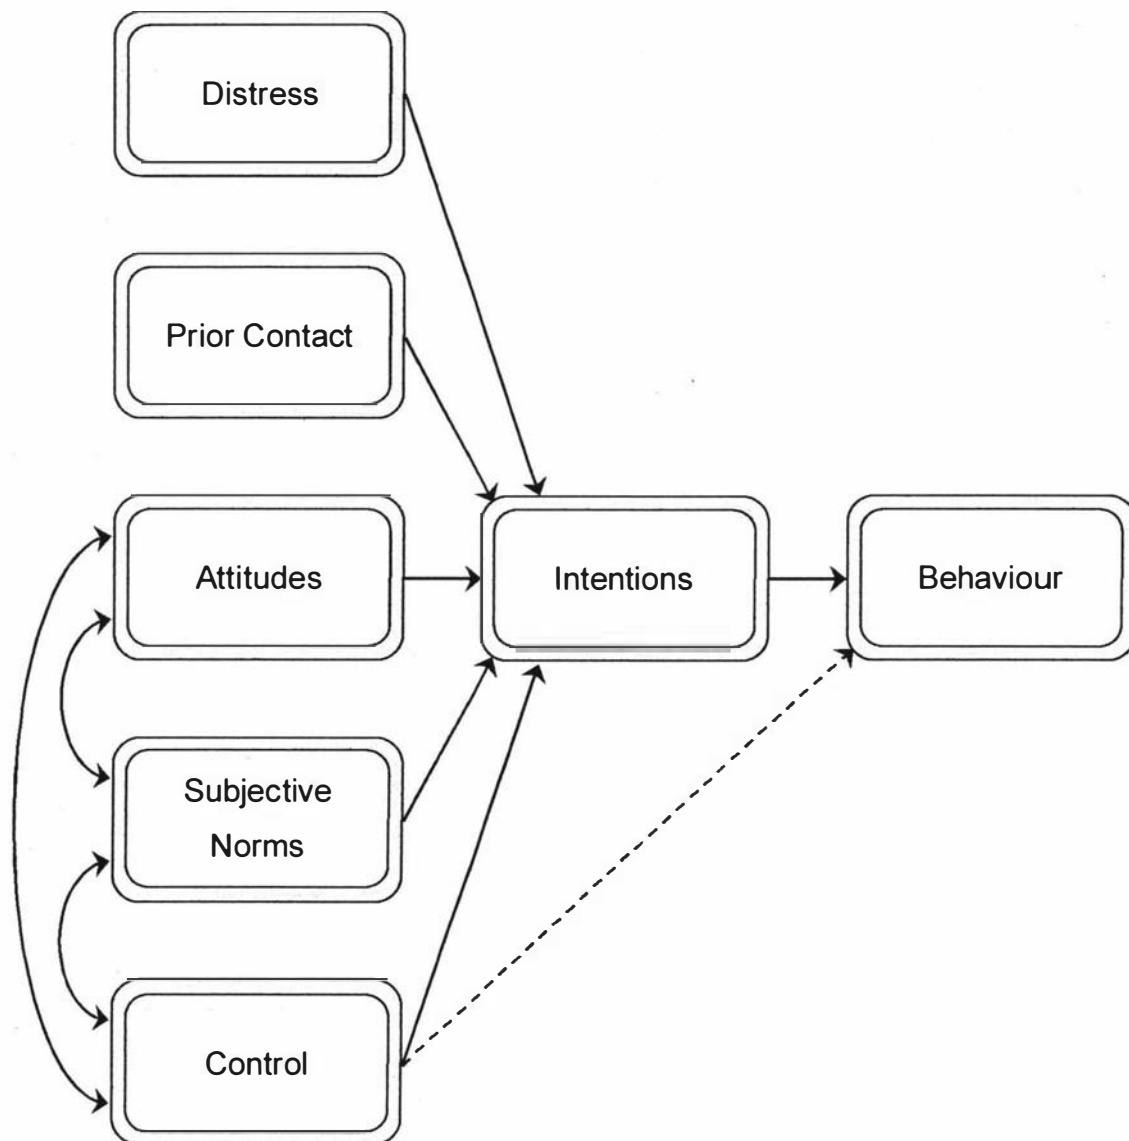 Distress
Prior Contact
Attitudes
Intentions
Behaviour
Subjective
Norms
Control